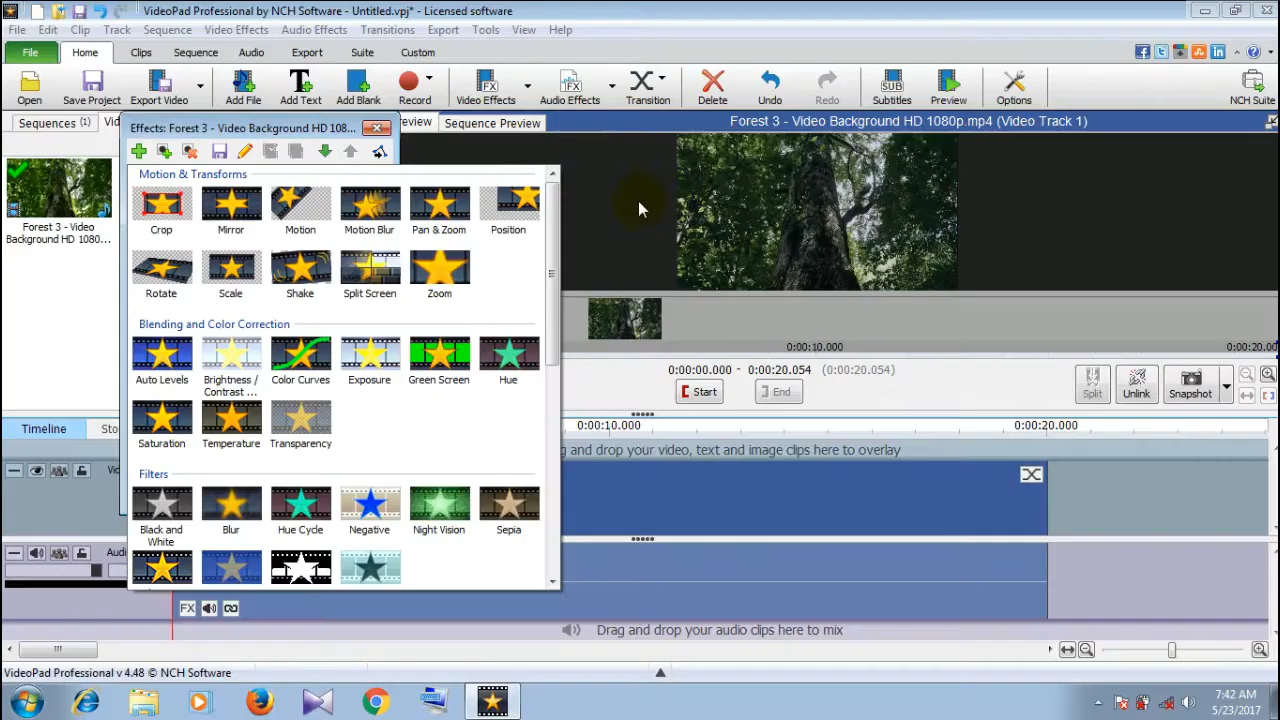 VideoPad Professional by NCH Software - Untitled.vpj* - Licensed software
File Edit Clip Track Sequence Video Effects Audio Effects Transitions Export Tools View Help
File Home Clips Sequence Audio Export Suite Custom
Open Save Project Export Video Add File Add Text Add Blank Record Video Effects Audio Effects Transition Delete Undo Redo Subtitles Preview Options NCH Suite
Sequences (1)
Effects: Forest 3 - Video Background HD 108...
Sequence Preview
Forest 3 - Video Background HD 1080p.mp4 (Video Track 1)
Forest 3 - Video
Background HD 1080p...
Motion & Transforms
Crop Mirror Motion Motion Blur Pan & Zoom Position
Rotate Scale Shake Split Screen Zoom
Blending and Color Correction
Auto Levels Brightness / Contrast ... Color Curves Exposure Green Screen Hue
Saturation Temperature Transparency
Filters
Black and White Blur Hue Cycle Negative Night Vision Sepia
0:00:10.000 0:00:20.0
0:00:00.000 - 0:00:20.054 (0:00:20.054)
Start End Split Unlink Snapshot
Timeline
0:00:10.000 0:00:20.000
and drop your video, text and image clips here to overlay
FX
Drag and drop your audio clips here to mix
VideoPad Professional v 4.48 © NCH Software
7:42 AM
5/23/2017